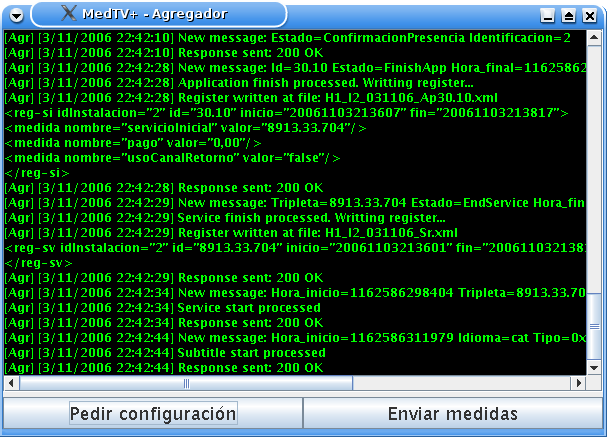 MedTV+ - Agregador
[Agr] [3/11/2006 22:42:10] New message: Estado=ConfirmacionPresencia Identificacion=2
[Agr] [3/11/2006 22:42:10] Response sent: 200 OK
[Agr] [3/11/2006 22:42:28] New message: Id=30.10 Estado=FinishApp Hora_final=11625862
[Agr] [3/11/2006 22:42:28] Application finish processed. Writting register...
[Agr] [3/11/2006 22:42:28] Register written at file: H1_I2_031106_Ap30.10.xml
<reg-si idInstalacion="2" id="30.10" inicio="20061103213607" fin="20061103213817">
<medida nombre="servicioInicial" valor="8913.33.704"/>
<medida nombre="pago" valor="0,00"/>
<medida nombre="usoCanalRetorno" valor="false"/>
</reg-si>
[Agr] [3/11/2006 22:42:28] Response sent: 200 OK
[Agr] [3/11/2006 22:42:29] New message: Tripleta=8913.33.704 Estado=EndService Hora_fin
[Agr] [3/11/2006 22:42:29] Service finish processed. Writting register...
[Agr] [3/11/2006 22:42:29] Register written at file: H1_I2_031106_Sr.xml
<reg-sv idInstalacion="2" id="8913.33.704" inicio="20061103213601" fin="2006110321381
</reg-sv>
[Agr] [3/11/2006 22:42:29] Response sent: 200 OK
[Agr] [3/11/2006 22:42:34] New message: Hora_inicio=1162586298404 Tripleta=8913.33.70
[Agr] [3/11/2006 22:42:34] Service start processed
[Agr] [3/11/2006 22:42:34] Response sent: 200 OK
[Agr] [3/11/2006 22:42:44] New message: Hora_inicio=1162586311979 Idioma=cat Tipo=0x
[Agr] [3/11/2006 22:42:44] Subtitle start processed
[Agr] [3/11/2006 22:42:44] Response sent: 200 OK
Pedir configuración
Enviar medidas